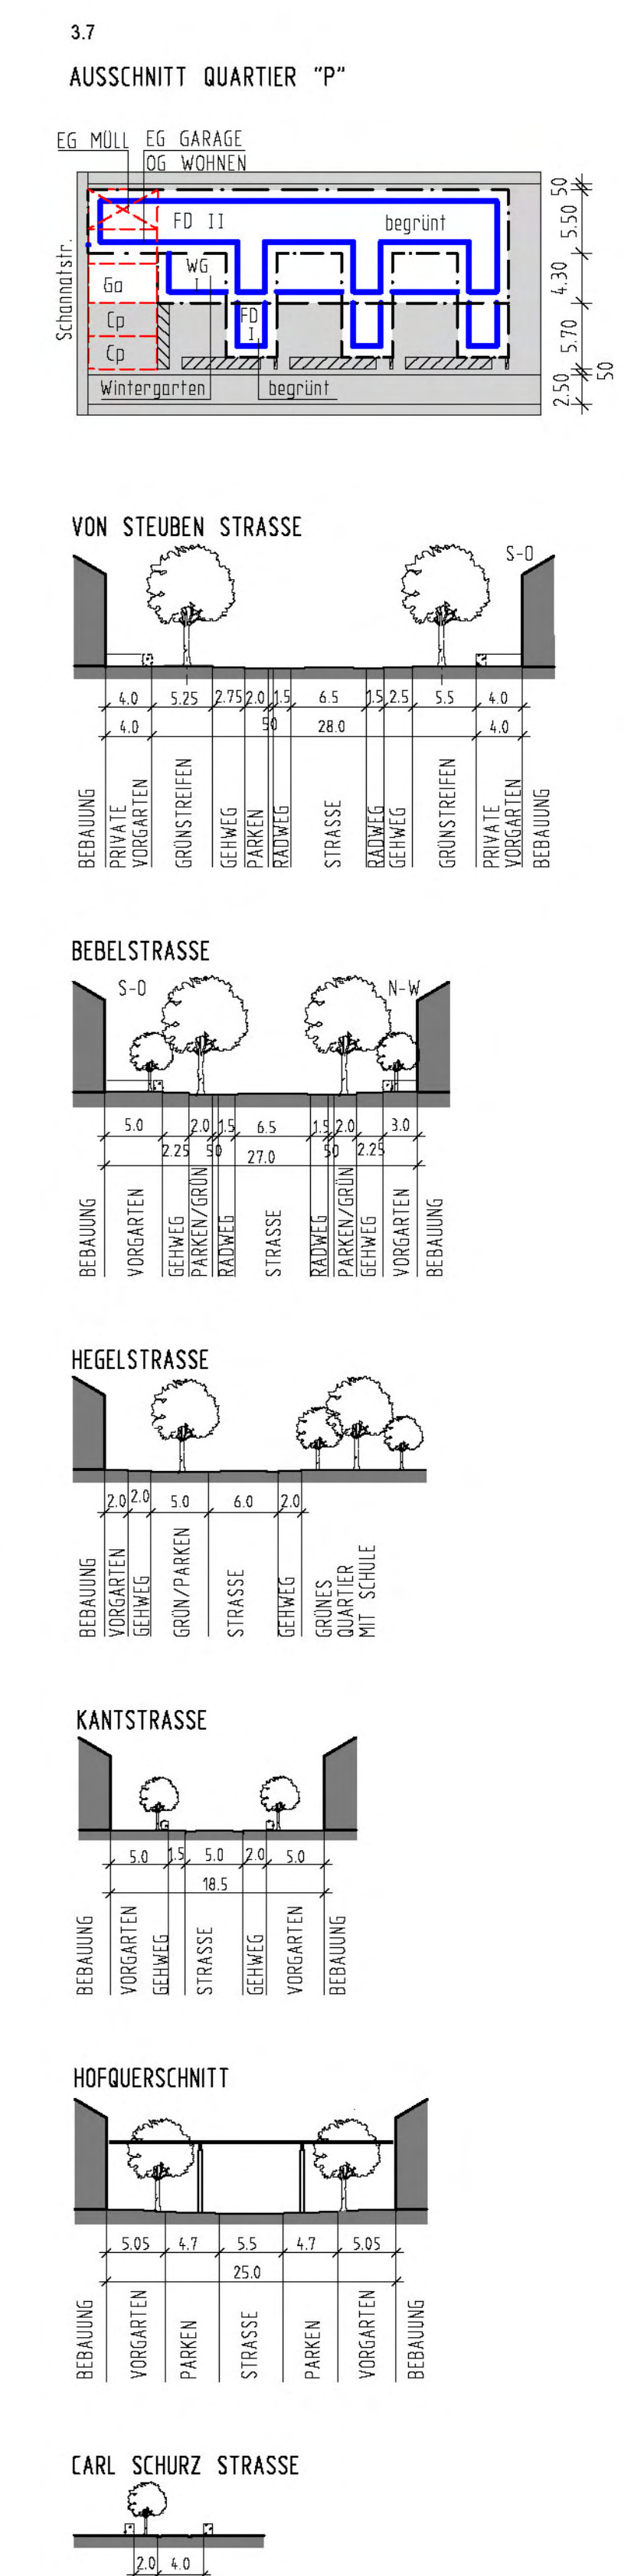 3.7
AUSSCHNITT QUARTIER "P"
EG MÜLL EG GARAGE
OG WOHNEN
FD II begrünt
WG
I
Ga
FD
I
Cp
Cp
Wintergarten begrünt
Schannatstr.
50
5.50
4.30
5.70
50
2.50
VON STEUBEN STRASSE
S-O
4.0 5.25 2.75 2.0 1.5 6.5 1.5 2.5 5.5 4.0
4.0 50 28.0 4.0
BEBAUUNG
PRIVATE
VORGARTEN
GRÜNSTREIFEN
GEHWEG
PARKEN
RADWEG
STRASSE
RADWEG
GEHWEG
GRÜNSTREIFEN
PRIVATE
VORGARTEN
BEBAUUNG
BEBELSTRASSE
S-O N-W
5.0 2.0 1.5 6.5 1.5 2.0 3.0
2.25 50 27.0 50 2.25
BEBAUUNG
VORGARTEN
GEHWEG
PARKEN/GRÜN
RADWEG
STRASSE
RADWEG
PARKEN/GRÜN
GEHWEG
VORGARTEN
BEBAUUNG
HEGELSTRASSE
2.0 2.0 5.0 6.0 2.0
BEBAUUNG
VORGARTEN
GEHWEG
GRÜN/PARKEN
STRASSE
GEHWEG
GRÜNES
QUARTIER
MIT SCHULE
KANTSTRASSE
5.0 1.5 5.0 2.0 5.0
18.5
BEBAUUNG
VORGARTEN
GEHWEG
STRASSE
GEHWEG
VORGARTEN
BEBAUUNG
HOFQUERSCHNITT
5.05 4.7 5.5 4.7 5.05
25.0
BEBAUUNG
VORGARTEN
PARKEN
STRASSE
PARKEN
VORGARTEN
BEBAUUNG
CARL SCHURZ STRASSE
2.0 4.0